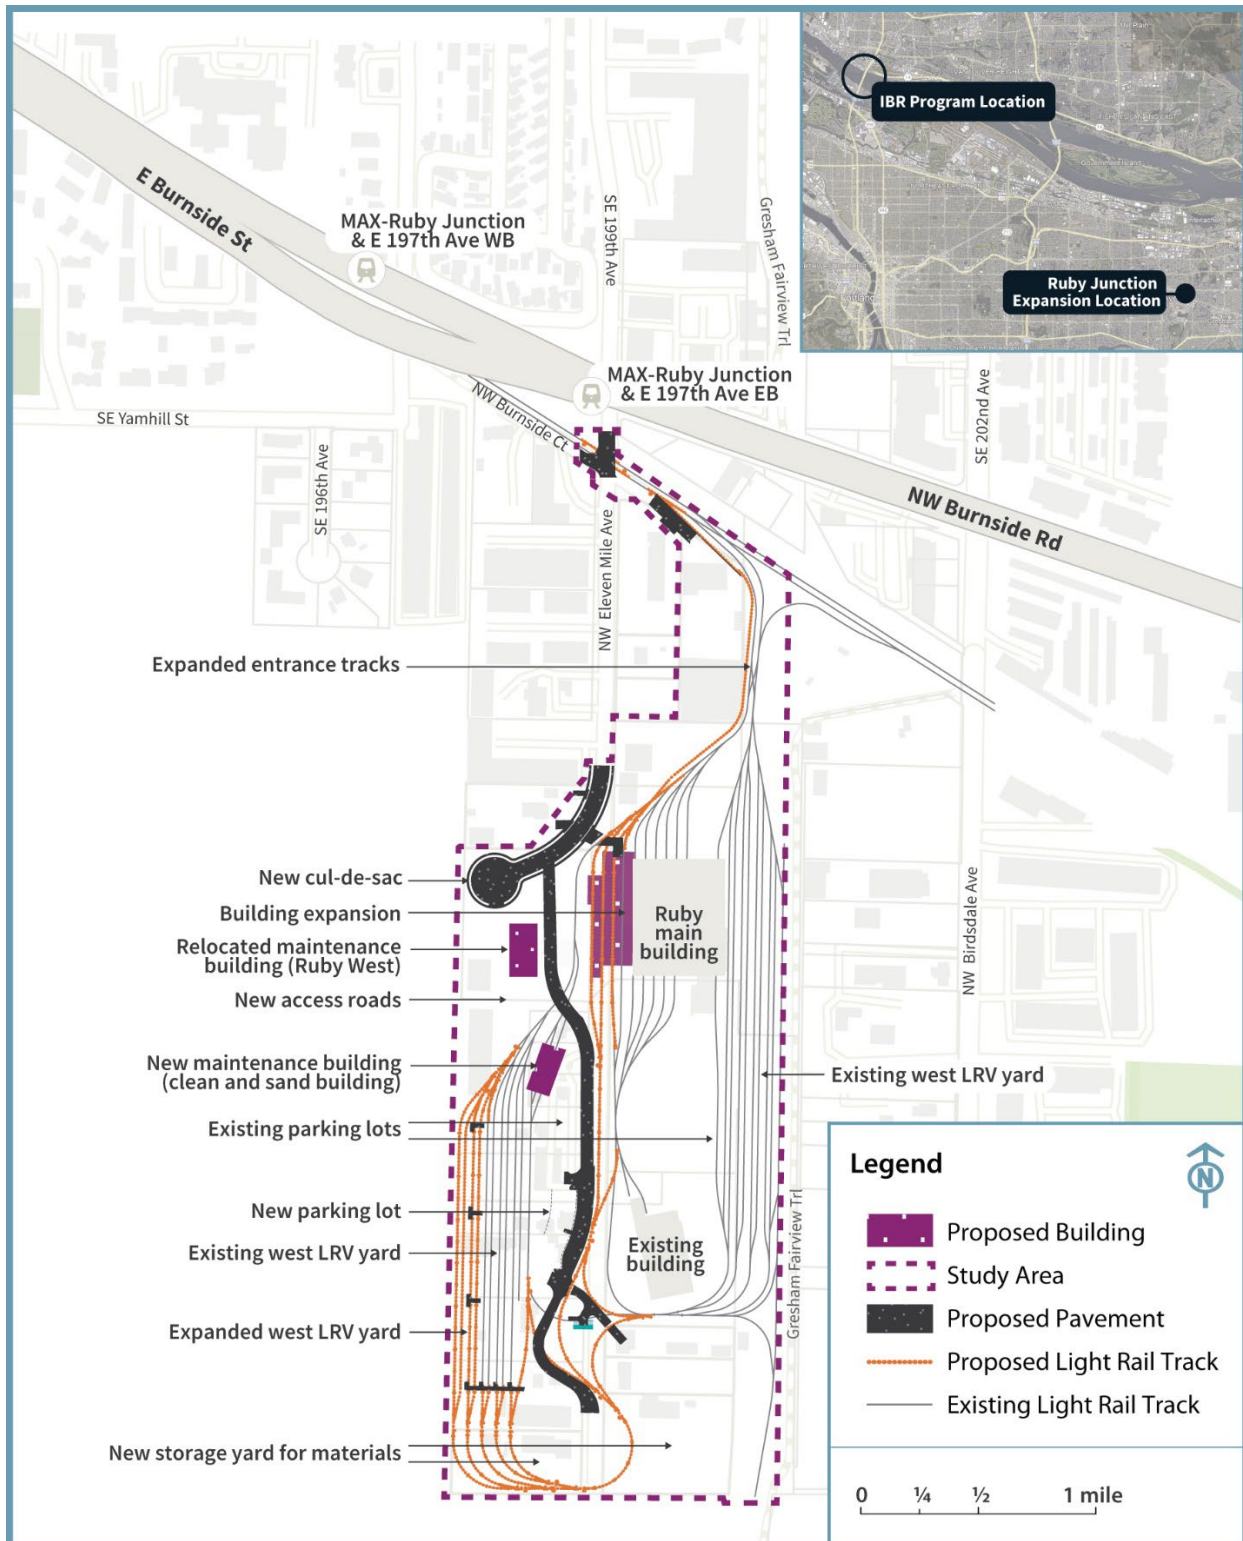 IBR Program Location
Ruby Junction
Expansion Location
Portland
E Burnside St
MAX-Ruby Junction
& E 197th Ave WB
SE 199th Ave
Gresham Fairview Trl
MAX-Ruby Junction
& E 197th Ave EB
SE Yamhill St
NW Burnside Ct
SE 196th Ave
SE 202nd Ave
NW Burnside Rd
NW Eleven Mile Ave
Expanded entrance tracks
New cul-de-sac
Building expansion
Ruby
main
building
Relocated maintenance
building (Ruby West)
New access roads
NW Birdsdale Ave
New maintenance building
(clean and sand building)
Existing west LRV yard
Existing parking lots
New parking lot
Existing west LRV yard
Existing
building
Gresham Fairview Trl
Expanded west LRV yard
New storage yard for materials
Legend
N
Proposed Building
Study Area
Proposed Pavement
Proposed Light Rail Track
Existing Light Rail Track
0 ¼ ½ 1 mile